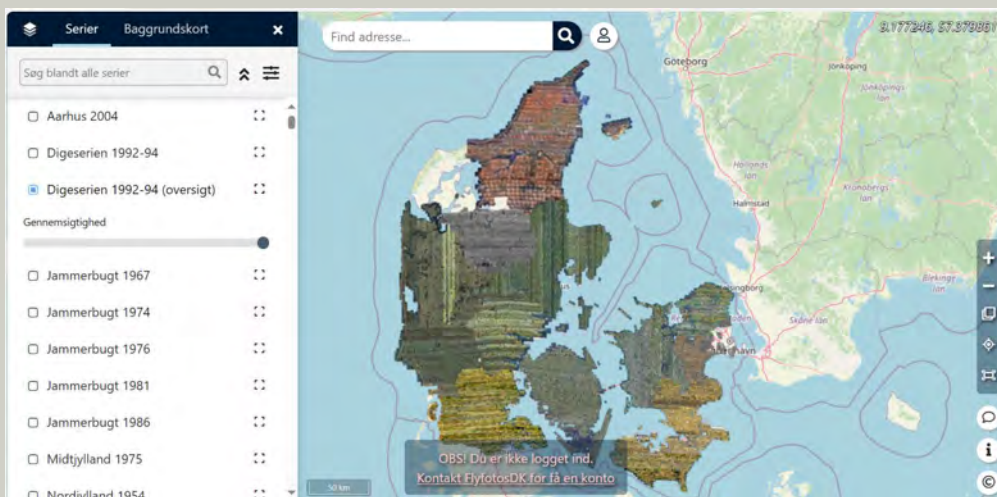 Serier Baggrundskort
Søg blandt alle serier
Aarhus 2004
Digeserien 1992-94
Digeserien 1992-94 (oversigt)
Gennemsigtighed
Jammerbugt 1967
Jammerbugt 1974
Jammerbugt 1976
Jammerbugt 1981
Jammerbugt 1986
Midtjylland 1975
Nordjylland 1954
Find adresse...
9.177246, 57.379861
Göteborg
Jönköping
Jönköpings län
Hallands län
Kronobergs län
Halmstad
Blekinge län
Skåne län
OBS! Du er ikke logget ind.
Kontakt FlyfotosDK for få en konto
50 km